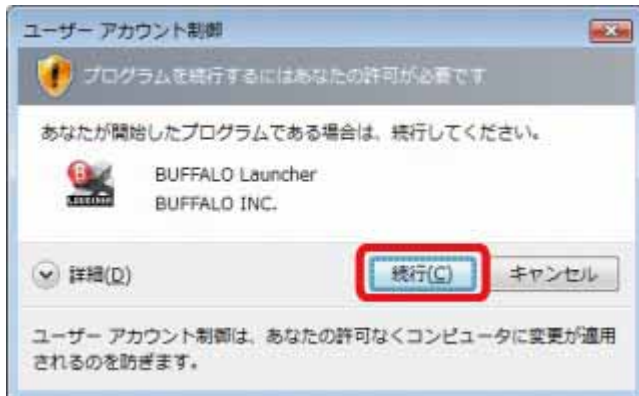 ユーザー アカウント制御
プログラムを続行するにはあなたの許可が必要です
あなたが開始したプログラムである場合は、続行してください。
BUFFALO Launcher
BUFFALO INC.
詳細(D)
続行(C)
キャンセル
ユーザー アカウント制御は、あなたの許可なくコンピュータに変更が適用
されるのを防ぎます。